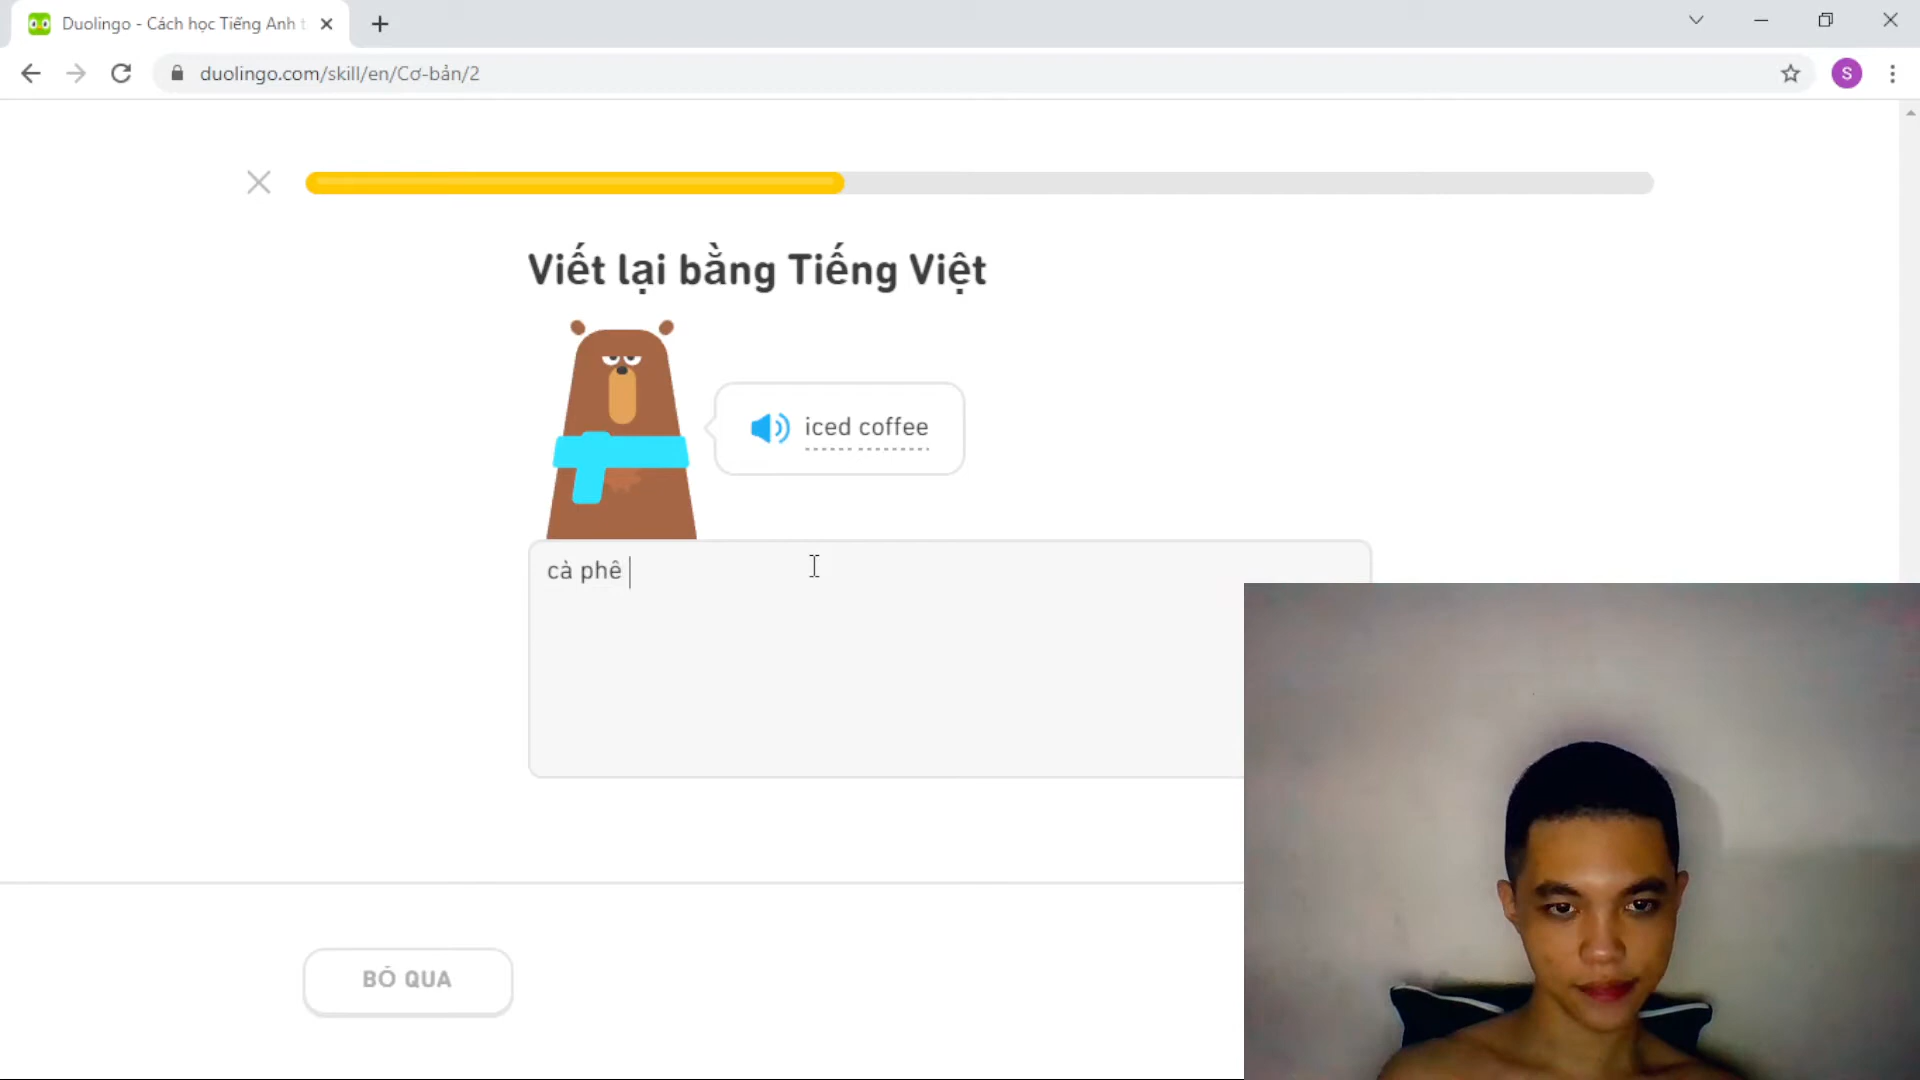 Duolingo - Cách học Tiếng Anh t
duolingo.com/skill/en/Cơ-bản/2
S
Viết lại bằng Tiếng Việt
iced coffee
cà phê
BỎ QUA